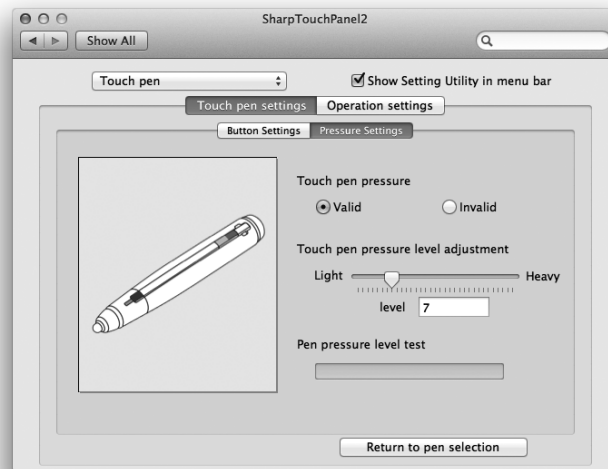 SharpTouchPanel2
Show All
Touch pen
Show Setting Utility in menu bar
Touch pen settings Operation settings
Button Settings Pressure Settings
Touch pen pressure
Valid Invalid
Touch pen pressure level adjustment
Light Heavy
level 7
Pen pressure level test
Return to pen selection